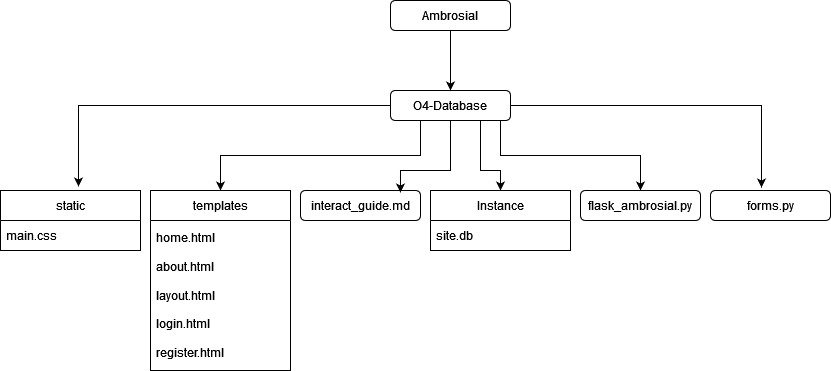 Ambrosial
O4-Database
static
templates
interact_guide.md
Instance
flask_ambrosial.py
forms.py
main.css
home.html
site.db
about.html
layout.html
login.html
register.html